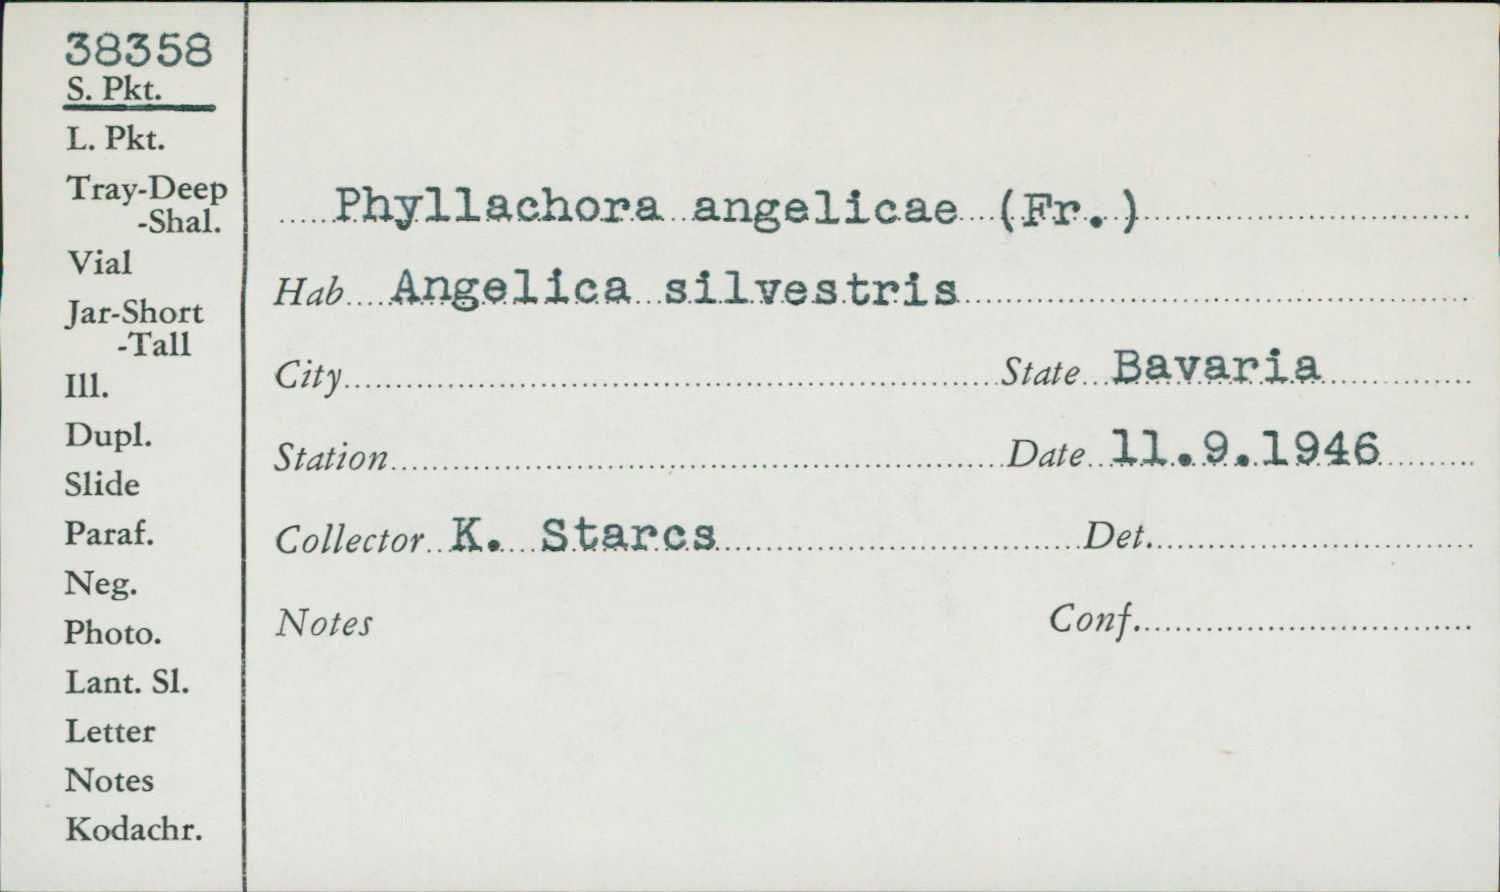 38358
S. Pkt.
L. Pkt.
Tray-Deep
-Shal.
Vial
Jar-Short
-Tall
Ill.
Dupl.
Slide
Paraf.
Neg.
Photo.
Lant. Sl.
Letter
Notes
Kodachr.
Phyllachora angelicae (Fr.)
Hab Angelica silvestris
City State Bavaria
Station Date 11.9.1946
Collector K. Starcs Det.
Notes Conf.